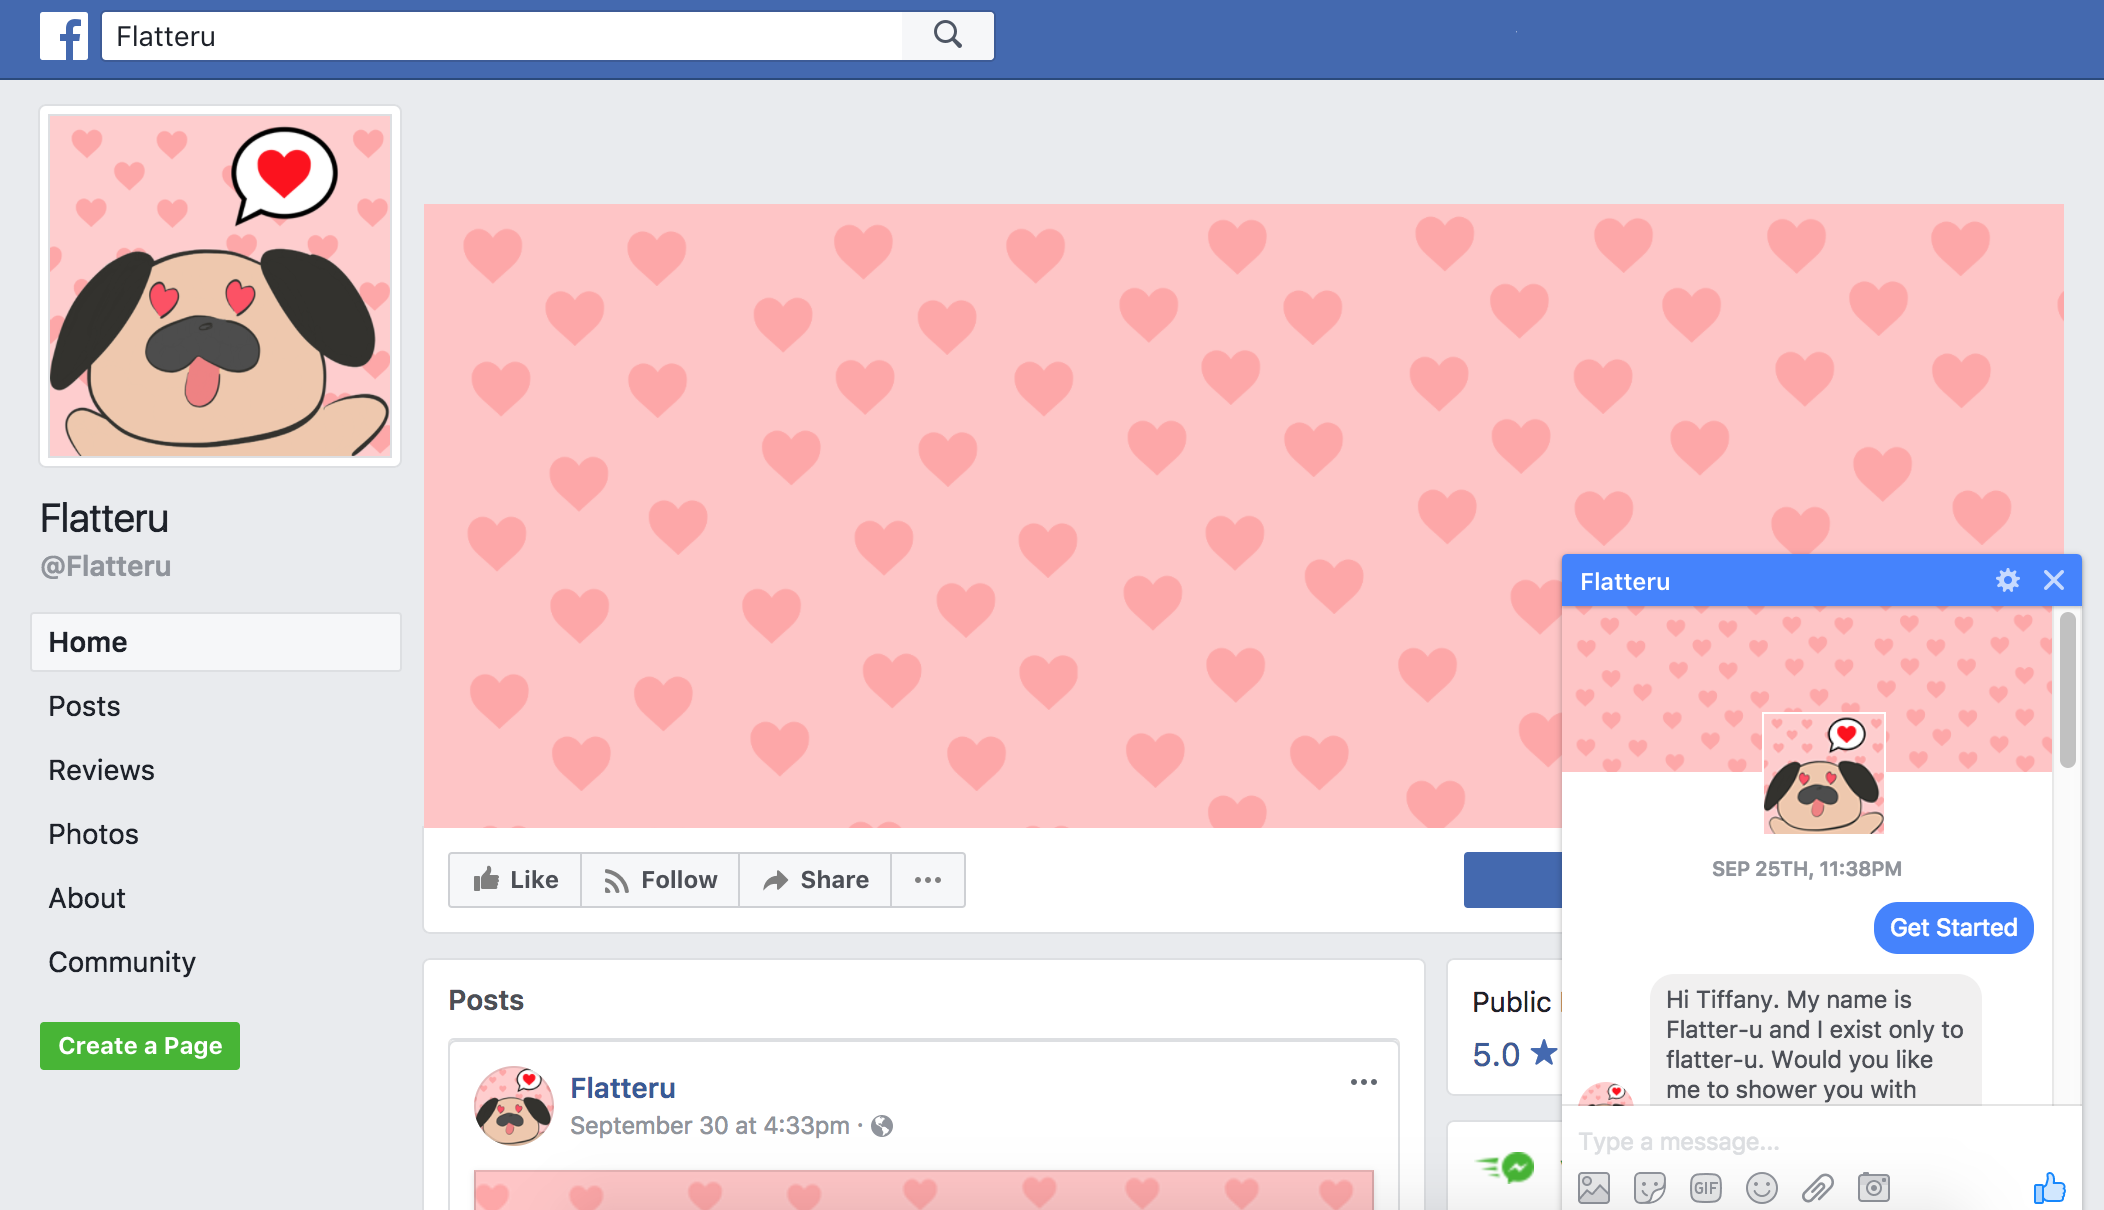 Flatteru
Flatteru
@Flatteru
Home
Posts
Reviews
Photos
About
Community
Create a Page
Like
Follow
Share
Posts
Flatteru
September 30 at 4:33pm ·
Public
5.0
Flatteru
SEP 25TH, 11:38PM
Get Started
Hi Tiffany. My name is
Flatter-u and I exist only to
flatter-u. Would you like
me to shower you with
Type a message...
GIF